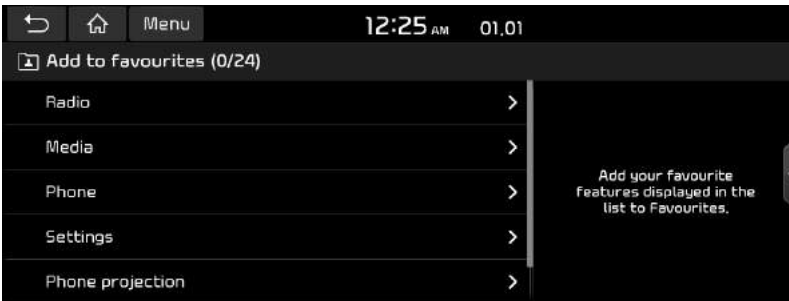 Menu 12:25 AM 01.01
Add to favourites (0/24)
Radio
Media
Phone
Settings
Phone projection
Add your favourite
features displayed in the
list to Favourites.